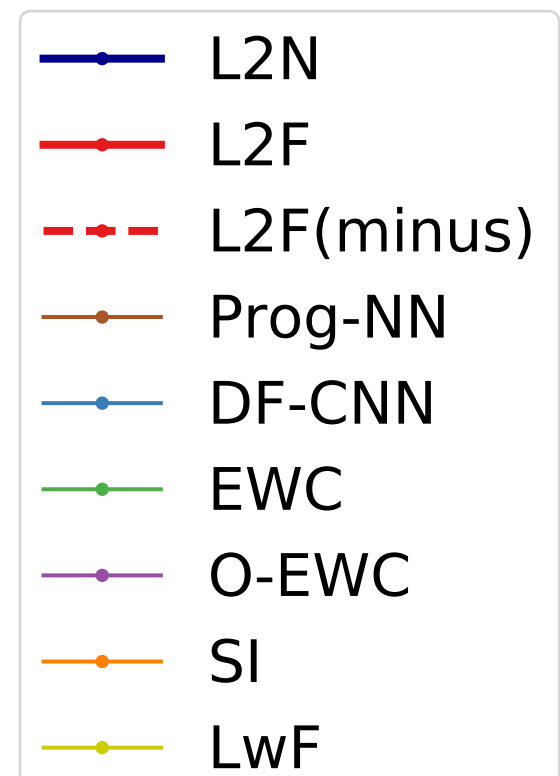 L2N
L2F
L2F(minus)
Prog-NN
DF-CNN
EWC
O-EWC
SI
LwF